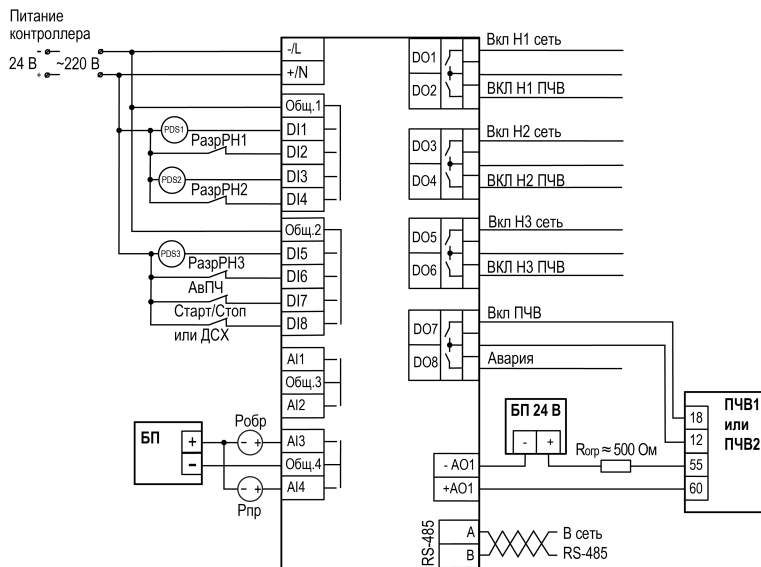 Питание
контроллера
- ~220 В
24 В
+
-/L
+/N
Общ.1
PDS1
DI1
РазрРН1
DI2
PDS2
DI3
РазрРН2
DI4
Общ.2
PDS3
DI5
РазрРН3
DI6
АвПЧ
DI7
Старт/Стоп
или ДСХ
DI8
AI1
Общ.3
AI2
БП
+
-
Робр
- +
AI3
Общ.4
AI4
- +
Рпр
DO1
Вкл Н1 сеть
DO2
ВКЛ Н1 ПЧВ
DO3
Вкл Н2 сеть
DO4
ВКЛ Н2 ПЧВ
DO5
Вкл Н3 сеть
DO6
ВКЛ Н3 ПЧВ
DO7
Вкл ПЧВ
DO8
Авария
БП 24 В
- +
Rогр ≈ 500 Ом
- AO1
+AO1
18
12
55
60
ПЧВ1
или
ПЧВ2
RS-485
A
B
В сеть
RS-485